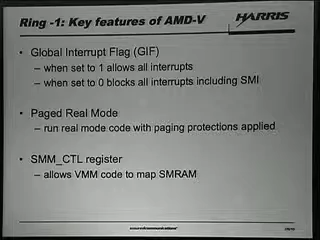 Ring -1: Key features of AMD-V
HARRIS
• Global Interrupt Flag (GIF)
– when set to 1 allows all interrupts
– when set to 0 blocks all interrupts including SMI
• Paged Real Mode
– run real mode code with paging protections applied
• SMM_CTL register
– allows VMM code to map SMRAM
assuredcommunications